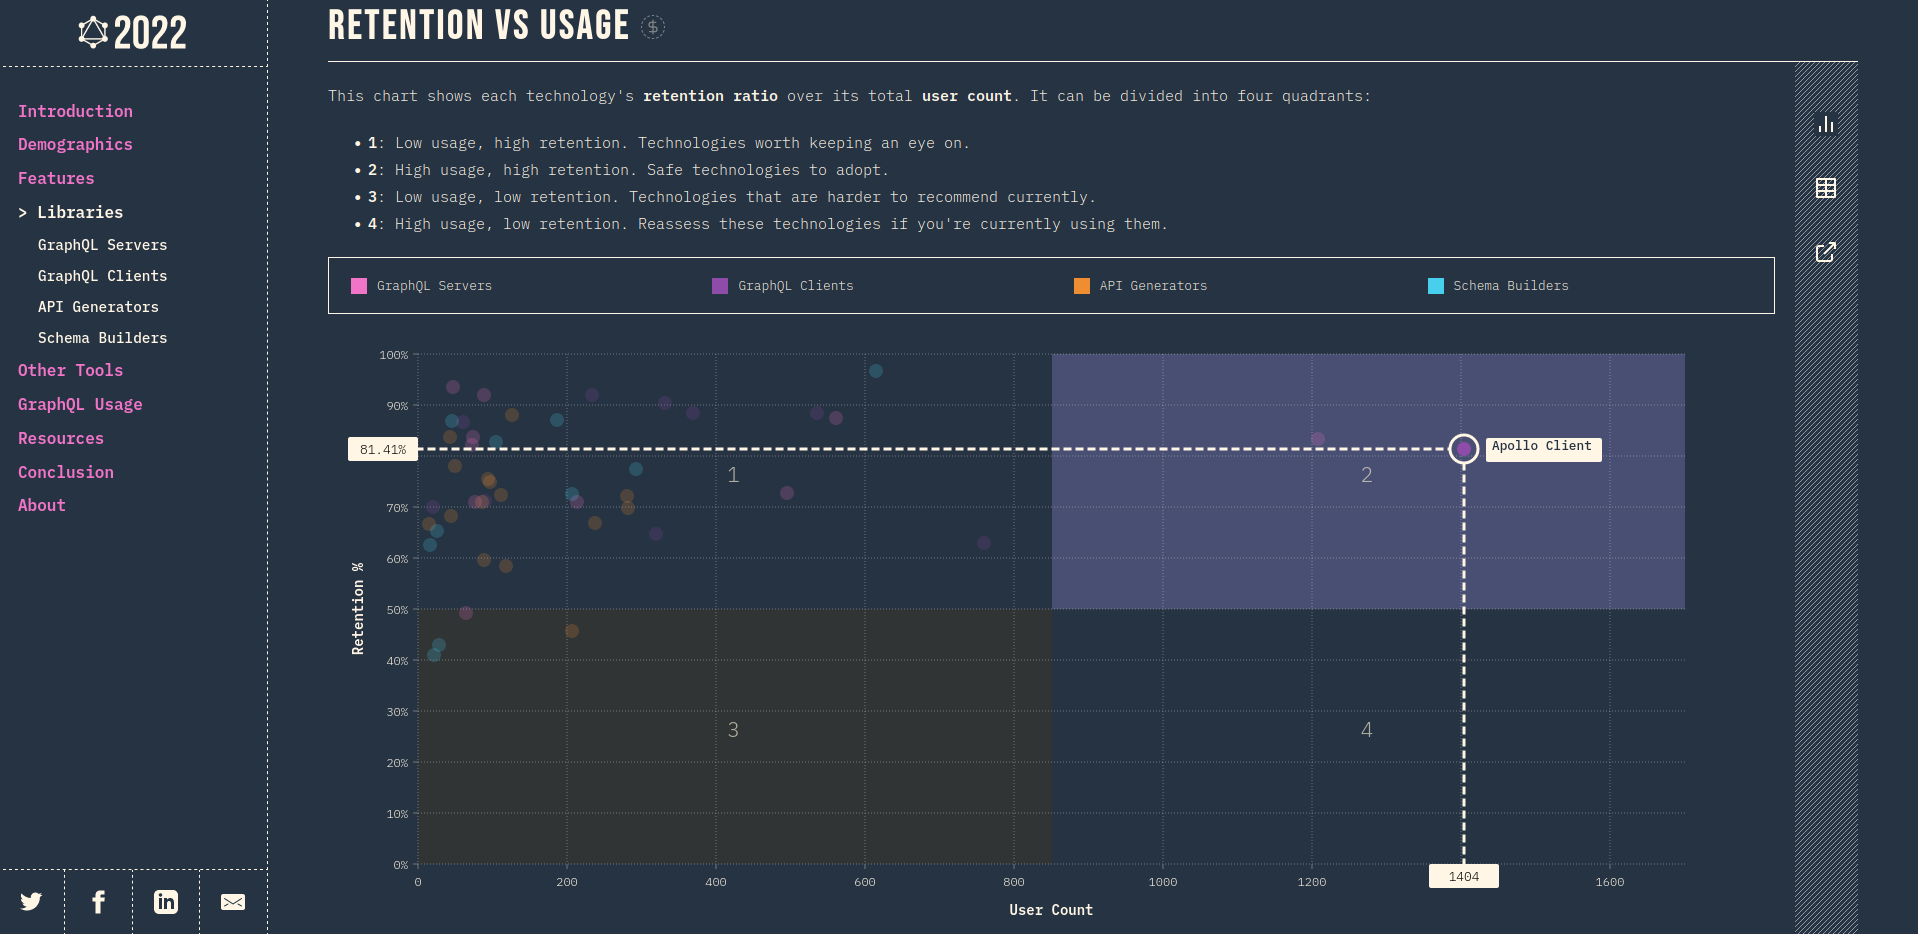 2022
Introduction
Demographics
Features
> Libraries
GraphQL Servers
GraphQL Clients
API Generators
Schema Builders
Other Tools
GraphQL Usage
Resources
Conclusion
About
RETENTION VS USAGE $
This chart shows each technology's retention ratio over its total user count. It can be divided into four quadrants:
• 1: Low usage, high retention. Technologies worth keeping an eye on.
• 2: High usage, high retention. Safe technologies to adopt.
• 3: Low usage, low retention. Technologies that are harder to recommend currently.
• 4: High usage, low retention. Reassess these technologies if you're currently using them.
GraphQL Servers GraphQL Clients API Generators Schema Builders
100%
90%
81.41% Apollo Client
1 2
70%
60%
Retention %
50%
40%
30%
3 4
20%
10%
0%
0 200 400 600 800 1000 1200 1404 1600
User Count
in